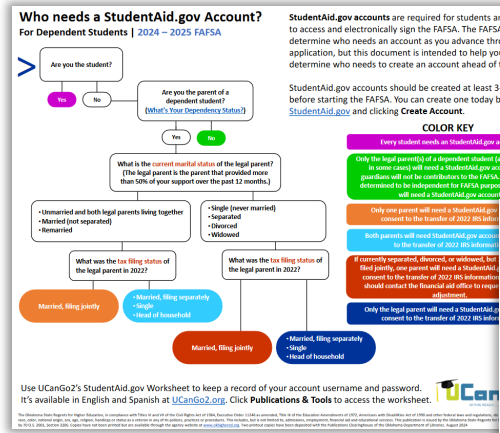 Who needs a StudentAid.gov Account?
For Dependent Students | 2024 – 2025 FAFSA
StudentAid.gov accounts are required for students an
to access and electronically sign the FAFSA. The FAFSA
determine who needs an account as you advance thro
application, but this document is intended to help you
determine who needs to create an account ahead of t
StudentAid.gov accounts should be created at least 3-
before starting the FAFSA. You can create one today b
StudentAid.gov and clicking Create Account.
>
Are you the student?
Yes
No
Are you the parent of a
dependent student?
(What's Your Dependency Status?)
Yes
No
What is the current marital status of the legal parent?
(The legal parent is the parent that provided more
than 50% of your support over the past 12 months.)
• Unmarried and both legal parents living together
• Married (not separated)
• Remarried
• Single (never married)
• Separated
• Divorced
• Widowed
What was the tax filing status of
the legal parent in 2022?
What was the tax filing status of
the legal parent in 2022?
Married, filing jointly
• Married, filing separately
• Single
• Head of household
Married, filing jointly
• Married, filing separately
• Single
• Head of household
COLOR KEY
Every student needs an StudentAid.gov a
Only the legal parent(s) of a dependent student (a
in some cases) will need a StudentAid.gov acc
guardians will not be contributors to the FAFSA.
determined to be independent for FAFSA purpos
will need a StudentAid.gov account
Only one parent will need a StudentAid.gov
consent to the transfer of 2022 IRS inform
Both parents will need StudentAid.gov accoun
to the transfer of 2022 IRS informati
If currently separated, divorced, or widowed, but
filed jointly, one parent will need a StudentAid.g
consent to the transfer of 2022 IRS information
should contact the financial aid office to reque
adjustment.
Only the legal parent will need a StudentAid.gov
consent to the transfer of 2022 IRS inform
Use UCanGo2's StudentAid.gov Worksheet to keep a record of your account username and password.
It's available in English and Spanish at UCanGo2.org. Click Publications & Tools to access the worksheet.
UCan